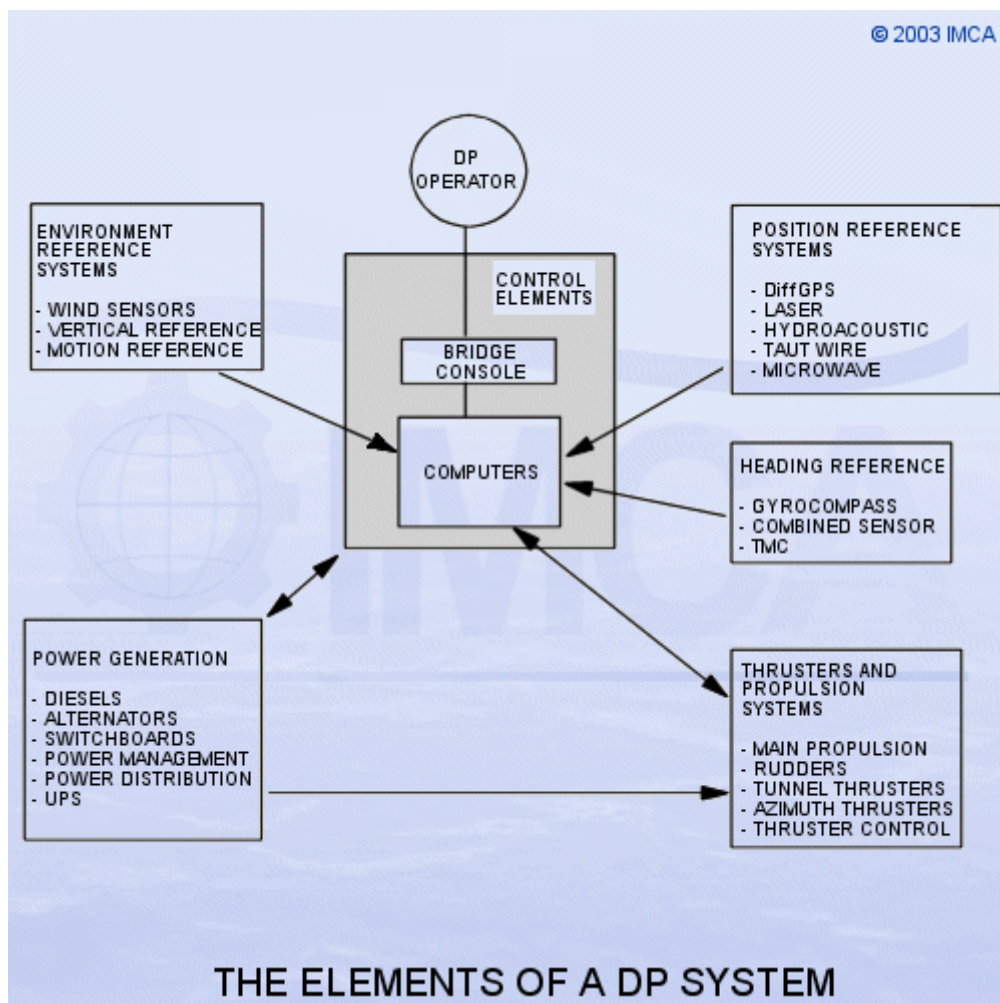 © 2003 IMCA
DP
OPERATOR
ENVIRONMENT
REFERENCE
SYSTEMS
- WIND SENSORS
- VERTICAL REFERENCE
- MOTION REFERENCE
CONTROL
ELEMENTS
BRIDGE
CONSOLE
COMPUTERS
POSITION REFERENCE
SYSTEMS
- DiffGPS
- LASER
- HYDROACOUSTIC
- TAUT WIRE
- MICROWAVE
HEADING REFERENCE
- GYROCOMPASS
- COMBINED SENSOR
- TMC
IMCA
POWER GENERATION
- DIESELS
- ALTERNATORS
- SWITCHBOARDS
- POWER MANAGEMENT
- POWER DISTRIBUTION
- UPS
THRUSTERS AND
PROPULSION
SYSTEMS
- MAIN PROPULSION
- RUDDERS
- TUNNEL THRUSTERS
- AZIMUTH THRUSTERS
- THRUSTER CONTROL
THE ELEMENTS OF A DP SYSTEM